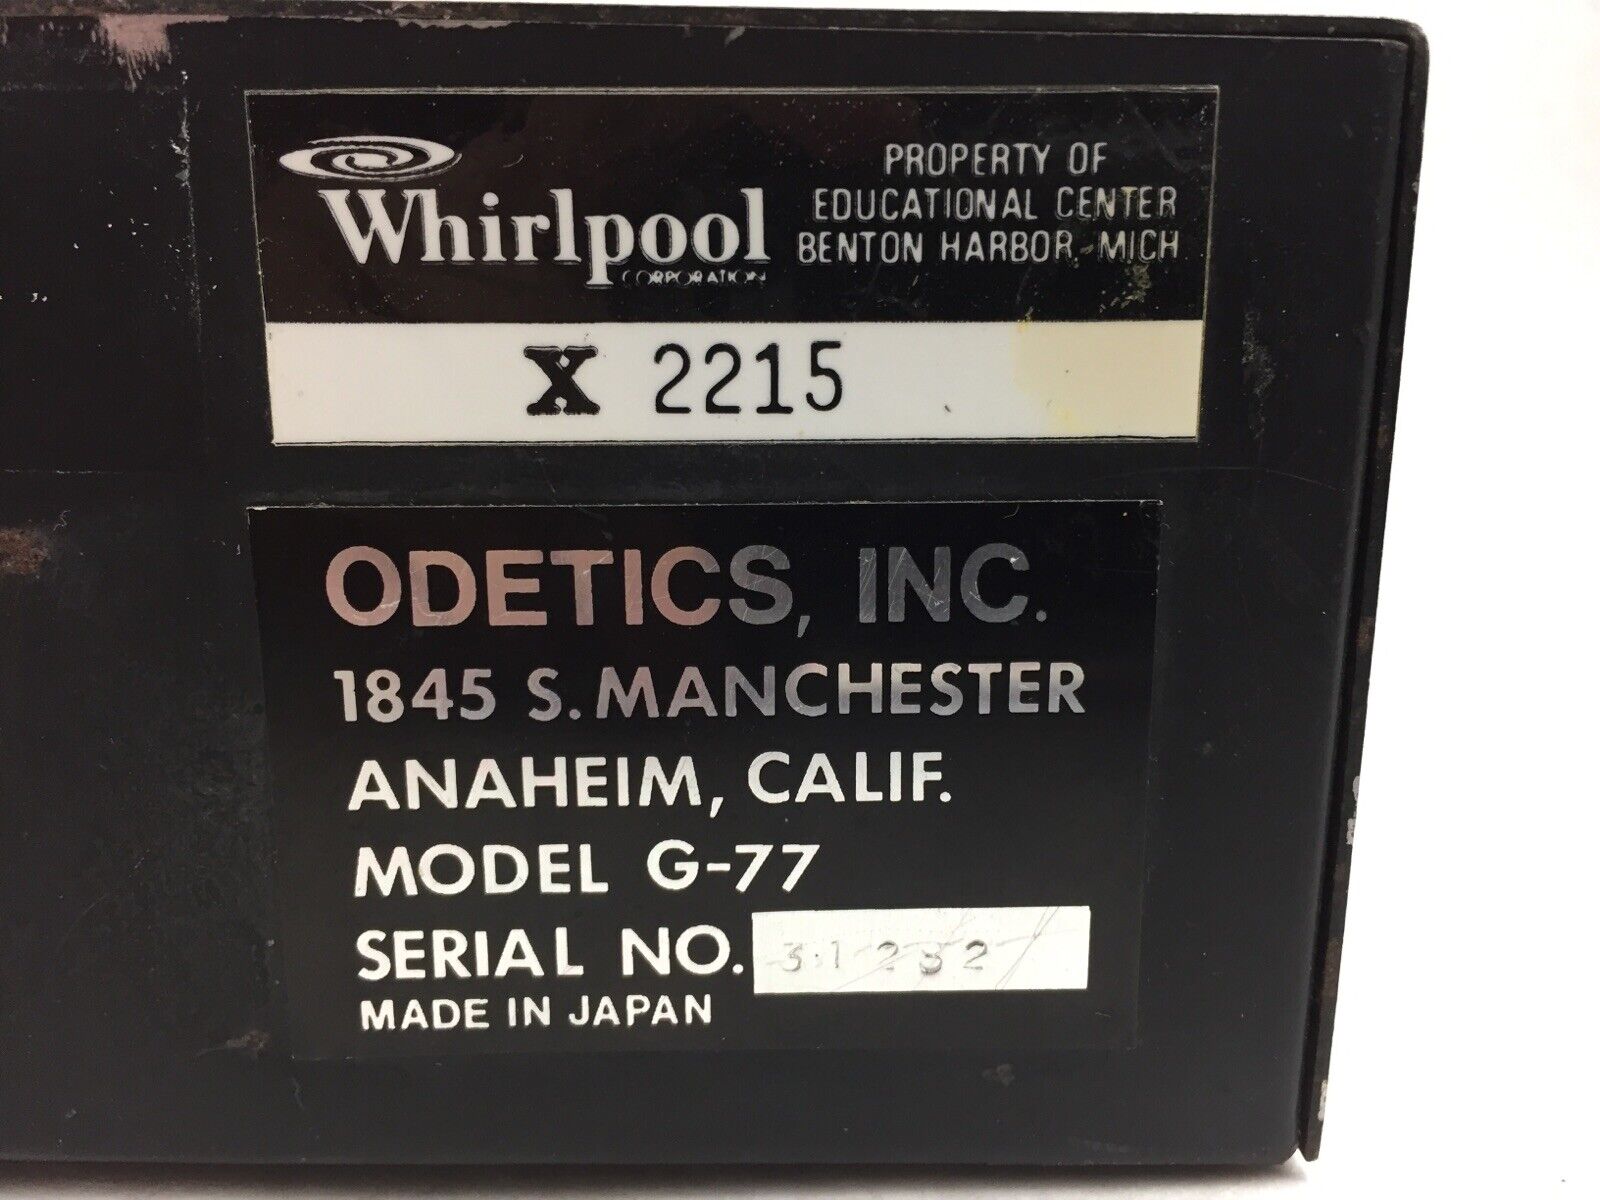 Whirlpool
CORPORATION
PROPERTY OF
EDUCATIONAL CENTER
BENTON HARBOR, MICH
X 2215
ODETICS, INC.
1845 S. MANCHESTER
ANAHEIM, CALIF.
MODEL G-77
SERIAL NO. 31232
MADE IN JAPAN